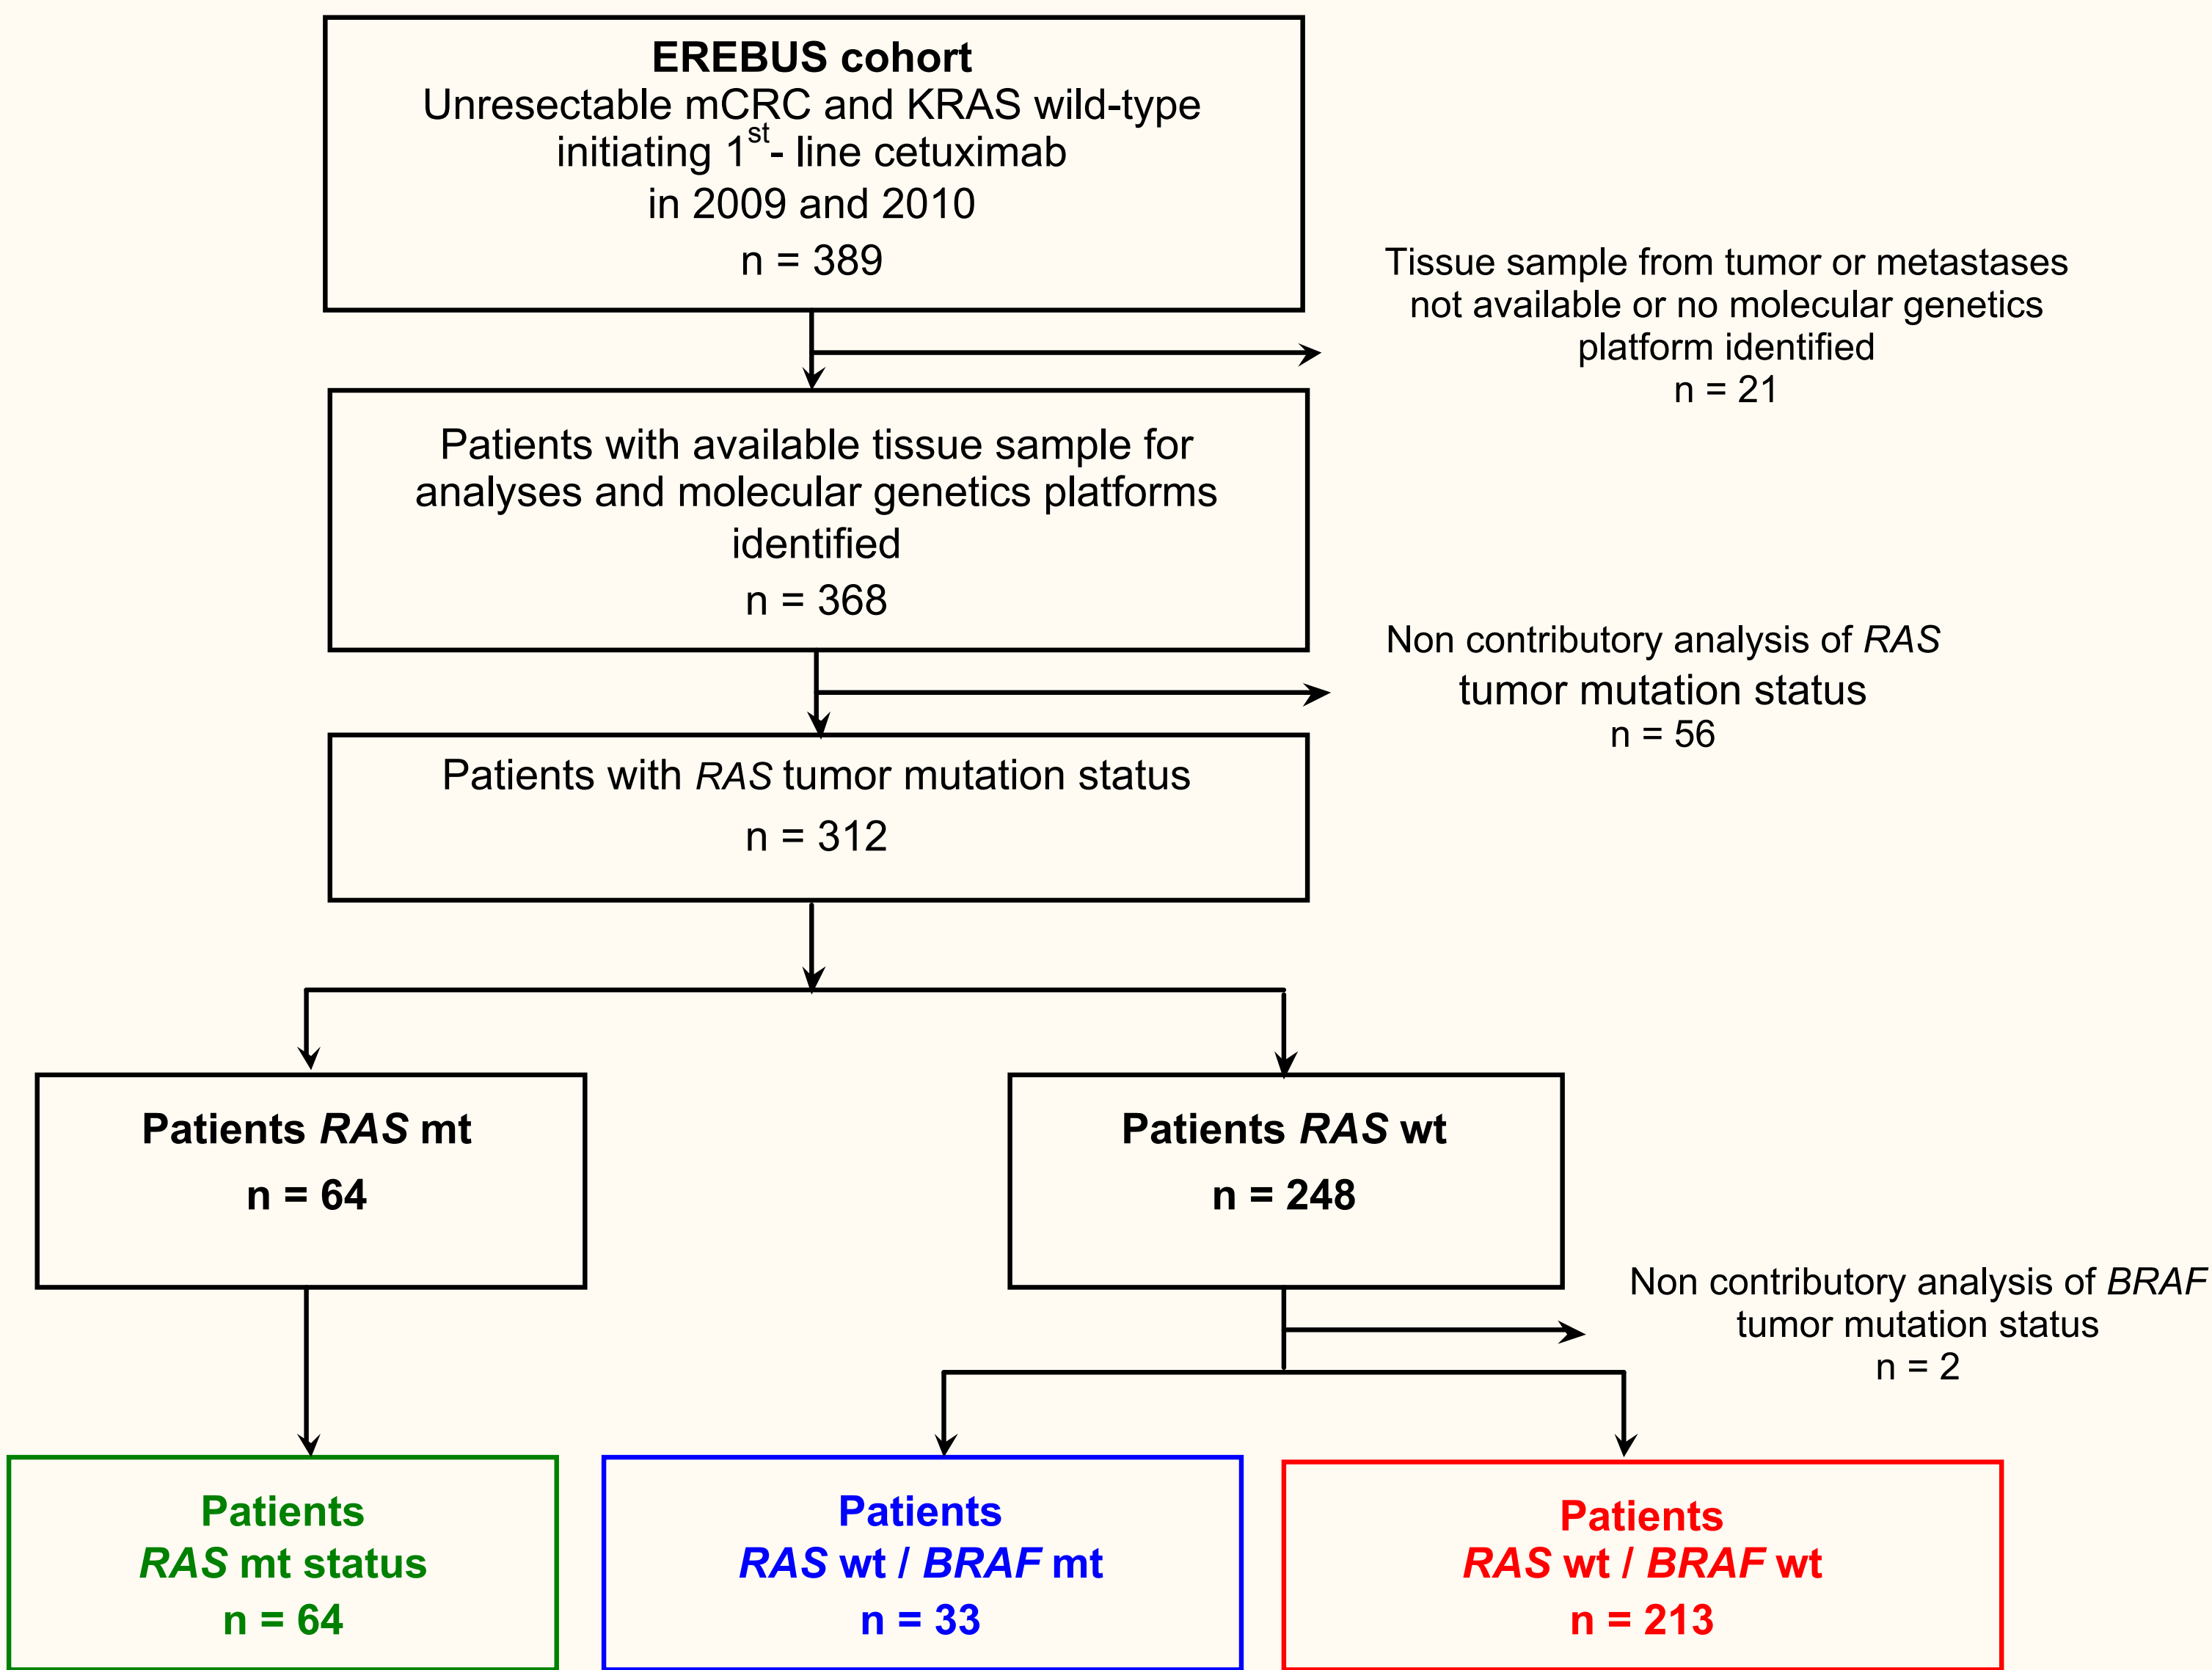 EREBUS cohort
Unresectable mCRC and KRAS wild-type
initiating 1st- line cetuximab
in 2009 and 2010
n = 389
Tissue sample from tumor or metastases
not available or no molecular genetics
platform identified
n = 21
Patients with available tissue sample for
analyses and molecular genetics platforms
identified
n = 368
Non contributory analysis of RAS
tumor mutation status
n = 56
Patients with RAS tumor mutation status
n = 312
Patients RAS mt
n = 64
Patients RAS wt
n = 248
Non contributory analysis of BRAF
tumor mutation status
n = 2
Patients
RAS mt status
n = 64
Patients
RAS wt / BRAF mt
n = 33
Patients
RAS wt / BRAF wt
n = 213